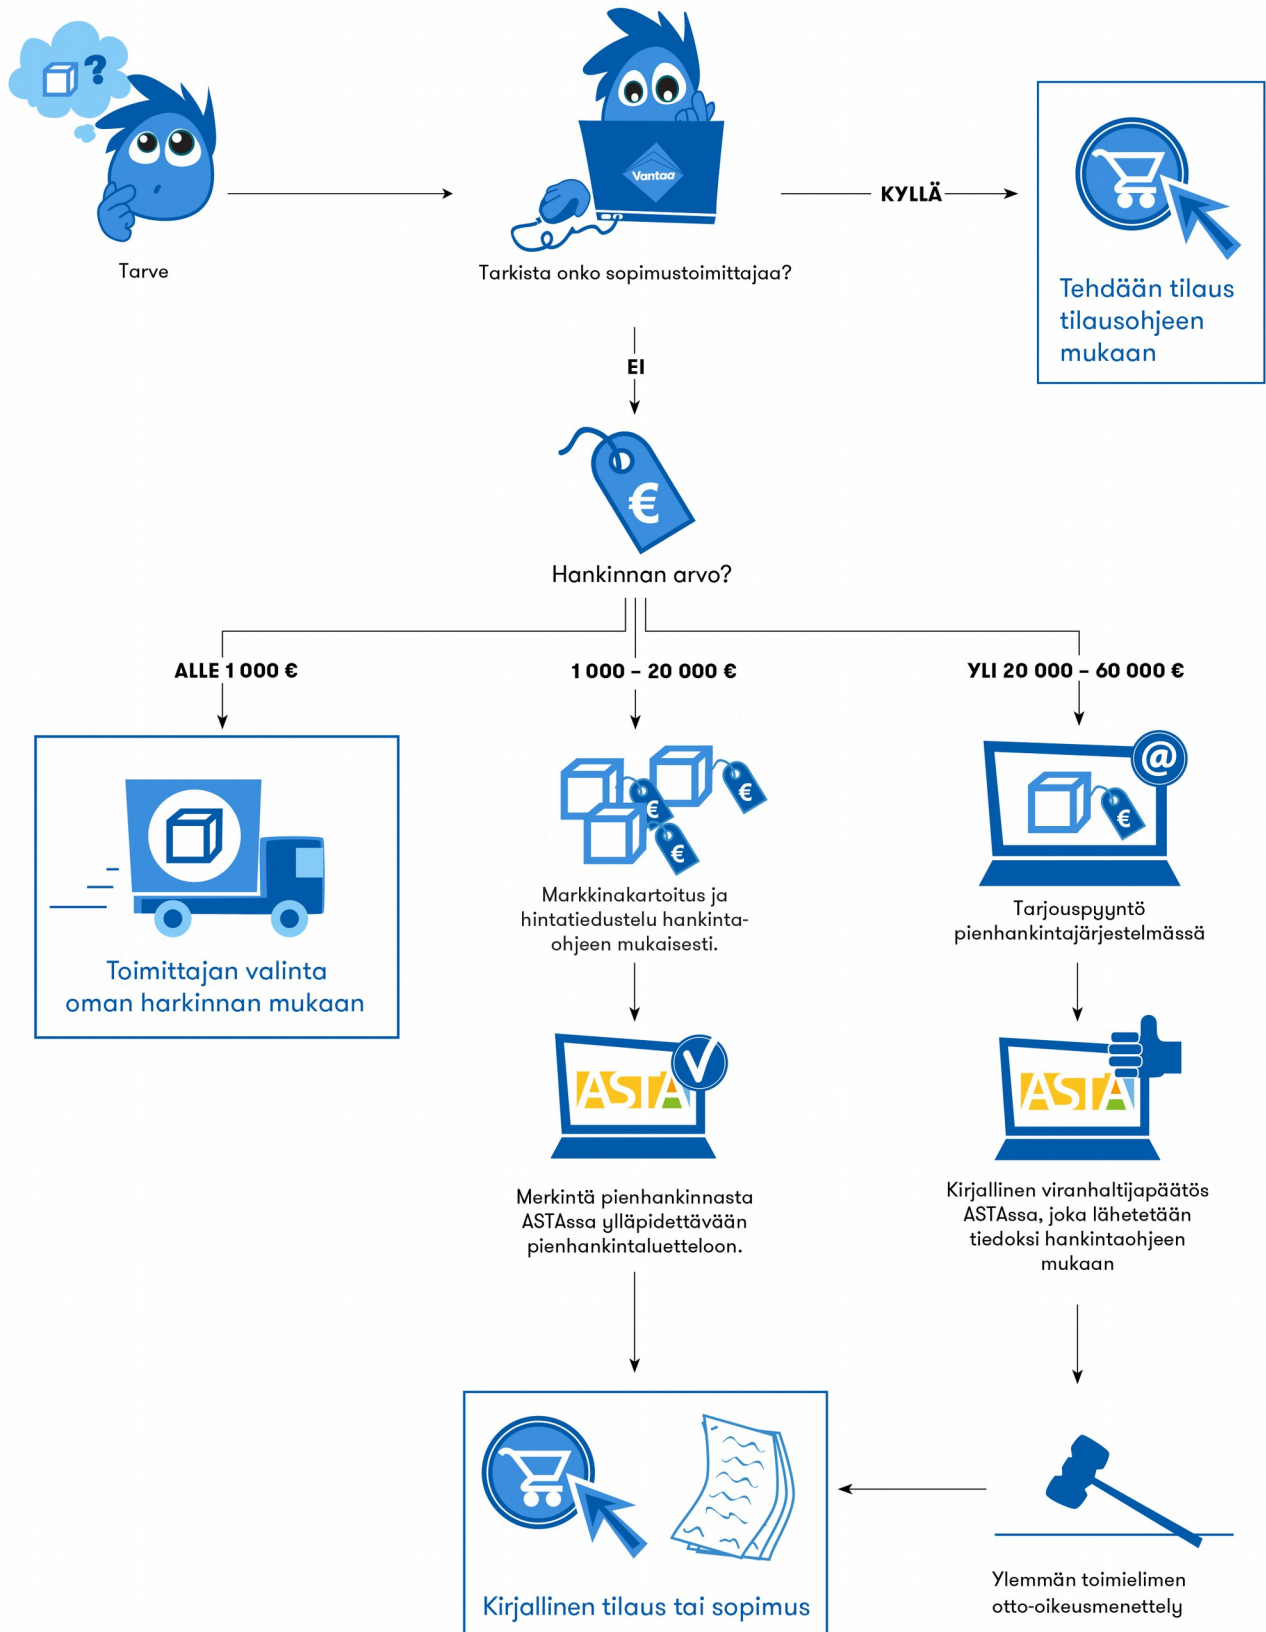 ?
Tarve
Vantaa
Tarkista onko sopimustoimittajaa?
KYLLÄ
Tehdään tilaus
tilausohjeen
mukaan
EI
€
Hankinnan arvo?
ALLE 1 000 €
1 000 – 20 000 €
YLI 20 000 – 60 000 €
Toimittajan valinta
oman harkinnan mukaan
€
€
€
Markkinakartoitus ja
hintatiedustelu hankinta-
ohjeen mukaisesti.
@
€
Tarjouspyyntö
pienhankintajärjestelmässä
ASTA
Merkintä pienhankinnasta
ASTAssa ylläpidettävään
pienhankintaluetteloon.
ASTA
Kirjallinen viranhaltijapäätös
ASTAssa, joka lähetetään
tiedoksi hankintaohjeen
mukaan
Kirjallinen tilaus tai sopimus
Ylemmän toimielimen
otto-oikeusmenettely